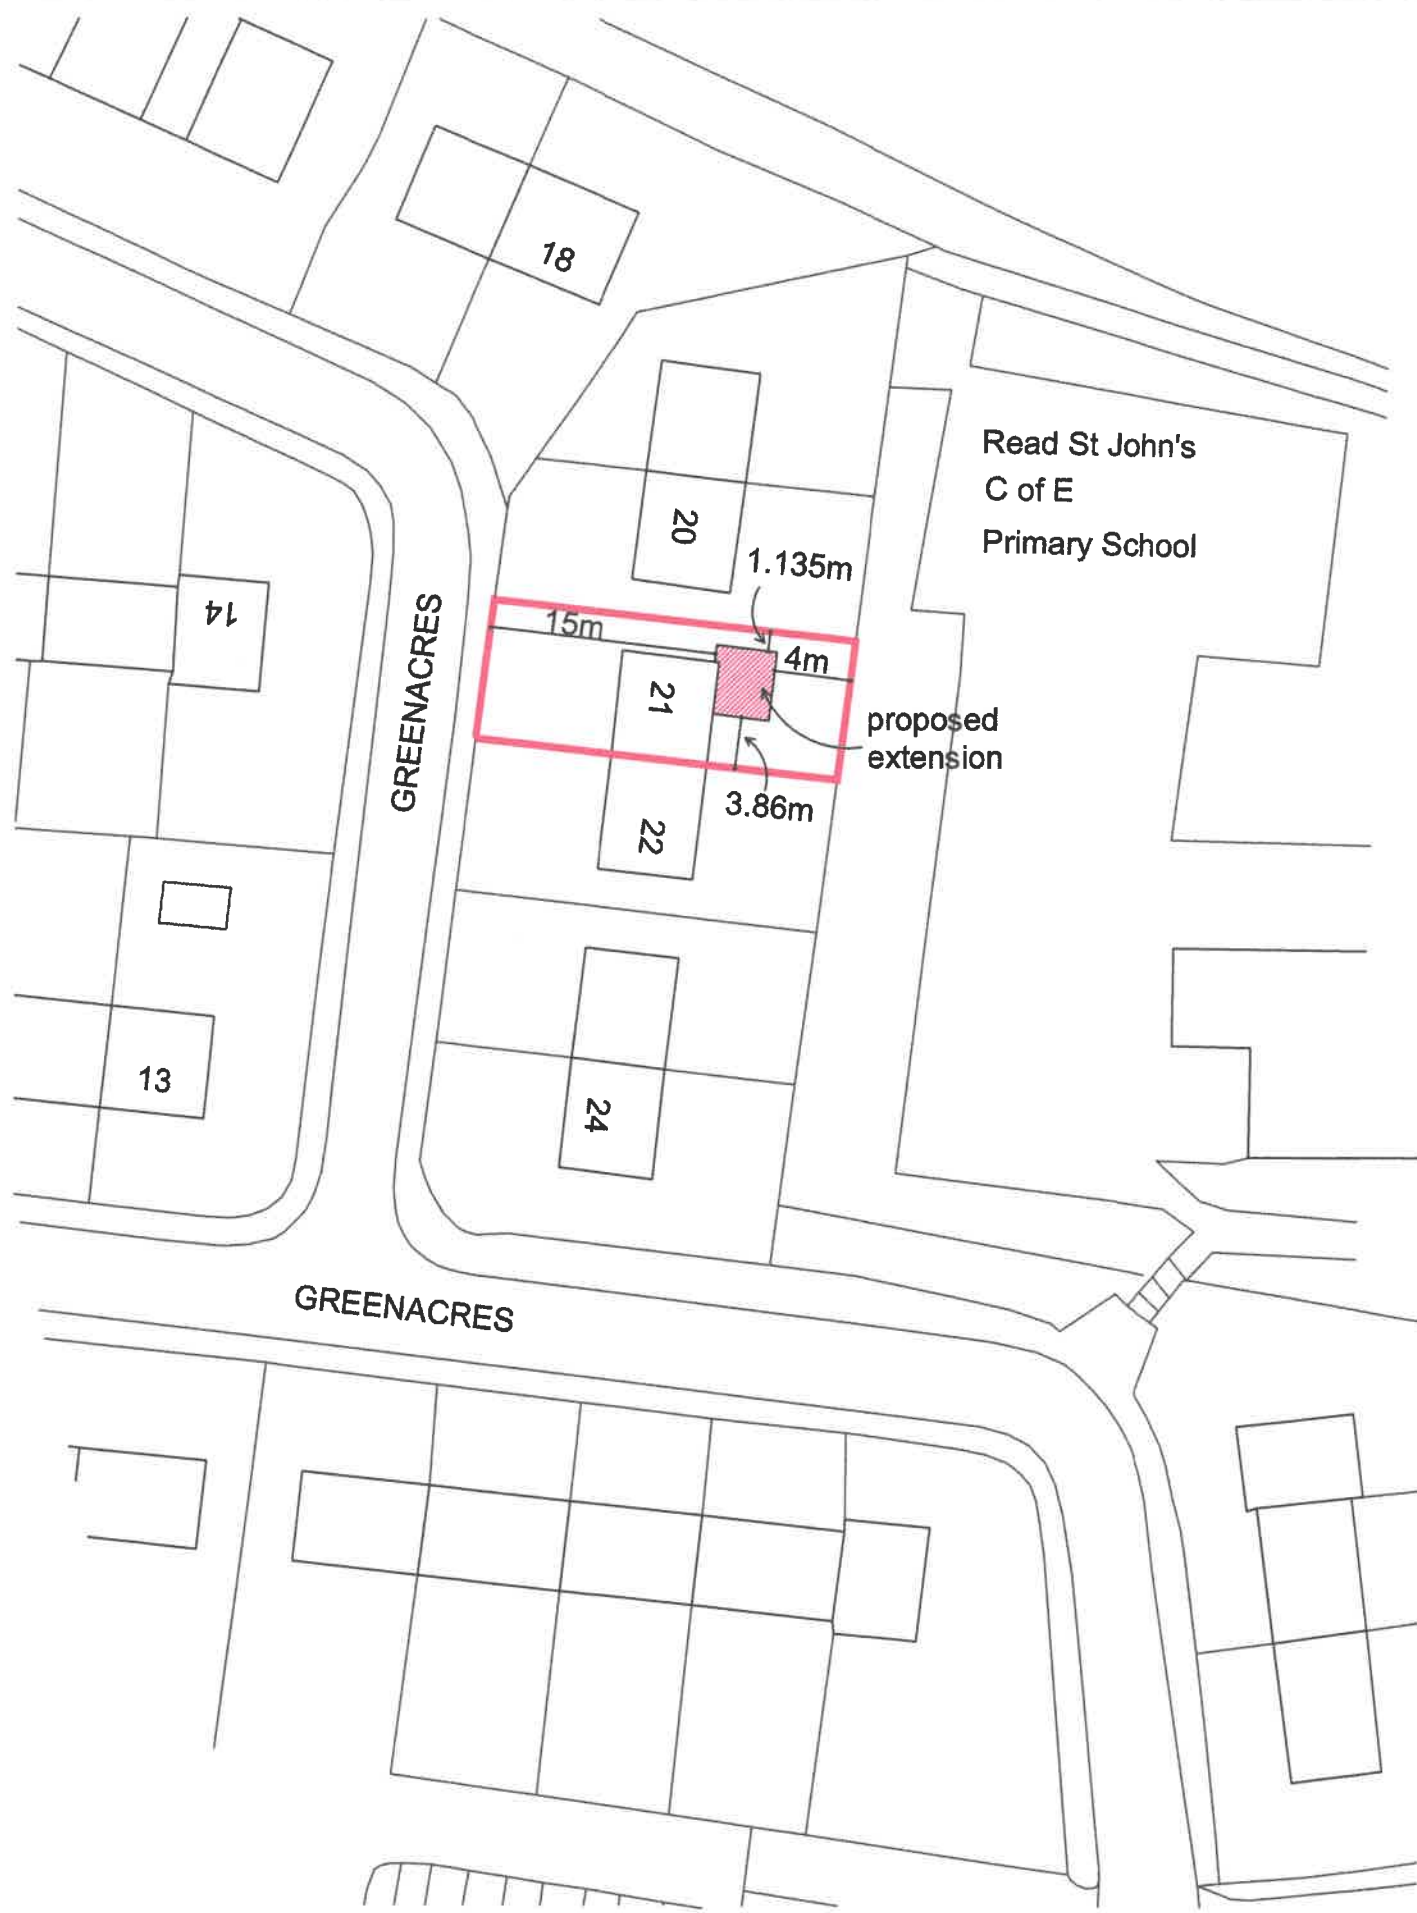 18
Read St John's
C of E
Primary School
20
1.135m
14
GREENACRES
15m
4m
21
proposed
extension
3.86m
22
13
24
GREENACRES